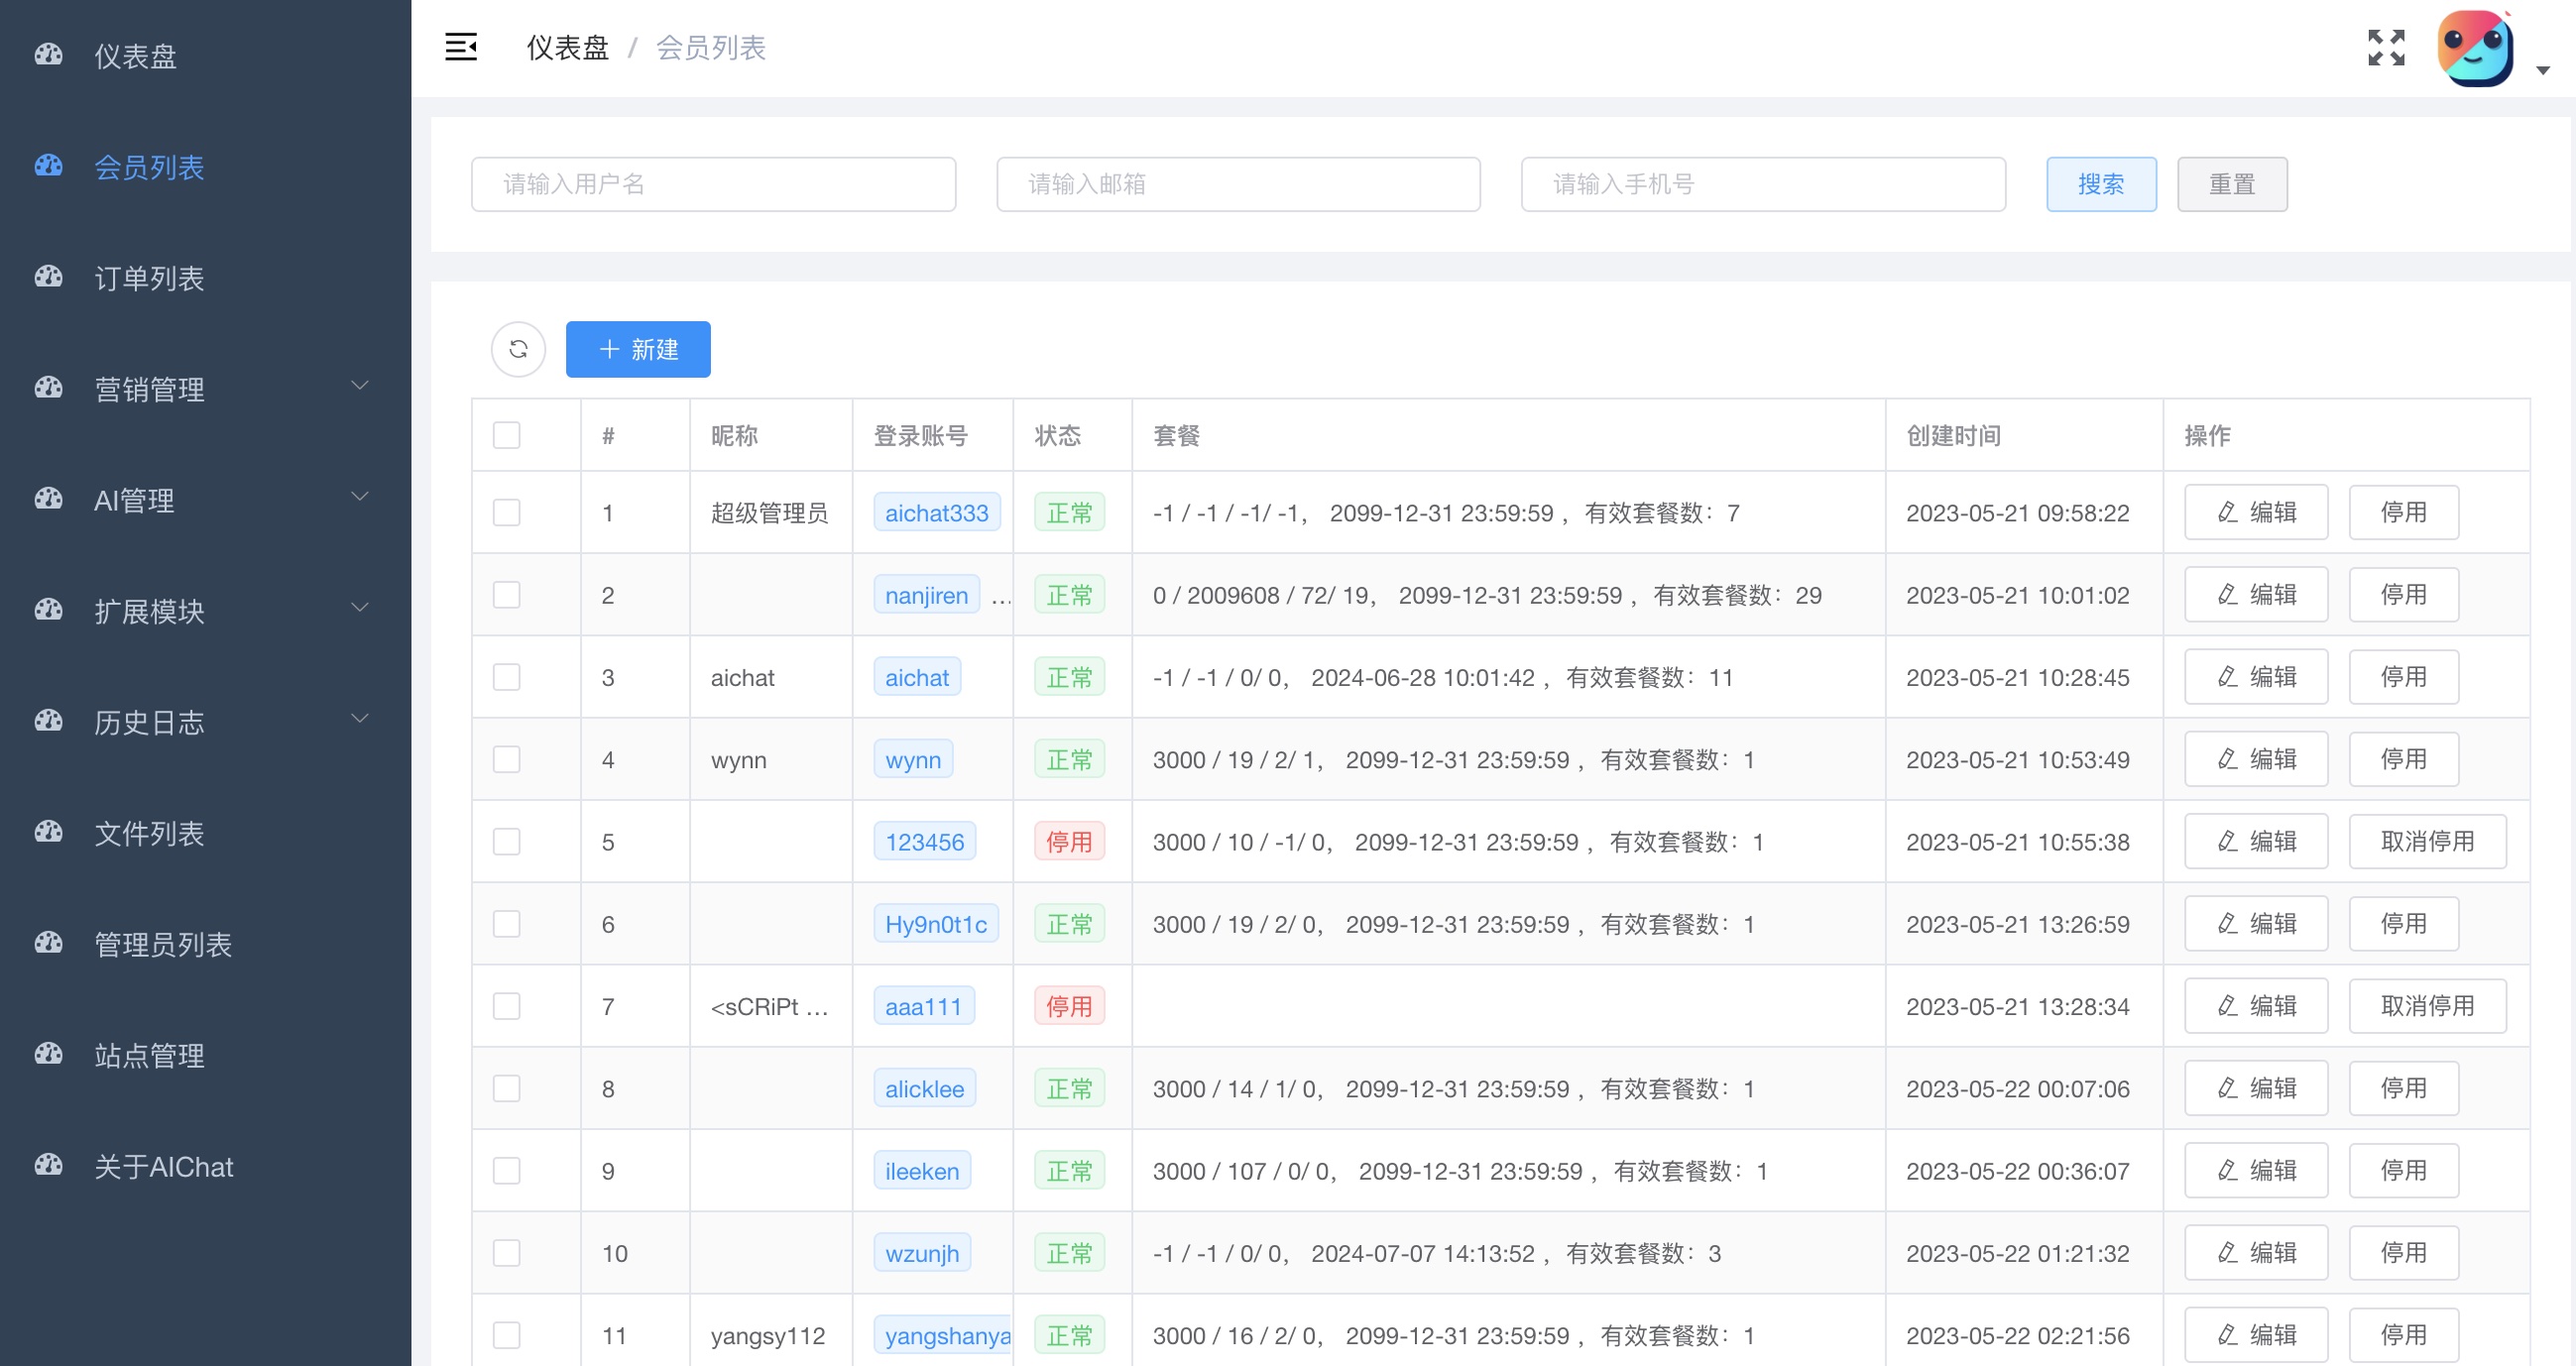 仪表盘
会员列表
订单列表
营销管理
AI管理
扩展模块
历史日志
文件列表
管理员列表
站点管理
关于AIChat
仪表盘 / 会员列表
请输入用户名 请输入邮箱 请输入手机号 搜索 重置
新建
# 昵称 登录账号 状态 套餐 创建时间 操作
1 超级管理员 aichat333 正常 -1 / -1 / -1/ -1, 2099-12-31 23:59:59 ，有效套餐数：7 2023-05-21 09:58:22 编辑 停用
2 nanjiren ... 正常 0 / 2009608 / 72/ 19, 2099-12-31 23:59:59 ，有效套餐数：29 2023-05-21 10:01:02 编辑 停用
3 aichat aichat 正常 -1 / -1 / 0/ 0, 2024-06-28 10:01:42 ，有效套餐数：11 2023-05-21 10:28:45 编辑 停用
4 wynn wynn 正常 3000 / 19 / 2/ 1, 2099-12-31 23:59:59 ，有效套餐数：1 2023-05-21 10:53:49 编辑 停用
5 123456 停用 3000 / 10 / -1/ 0, 2099-12-31 23:59:59 ，有效套餐数：1 2023-05-21 10:55:38 编辑 取消停用
6 Hy9n0t1c 正常 3000 / 19 / 2/ 0, 2099-12-31 23:59:59 ，有效套餐数：1 2023-05-21 13:26:59 编辑 停用
7 <sCRiPt ... aaa111 停用 2023-05-21 13:28:34 编辑 取消停用
8 alicklee 正常 3000 / 14 / 1/ 0, 2099-12-31 23:59:59 ，有效套餐数：1 2023-05-22 00:07:06 编辑 停用
9 ileeken 正常 3000 / 107 / 0/ 0, 2099-12-31 23:59:59 ，有效套餐数：1 2023-05-22 00:36:07 编辑 停用
10 wzunjh 正常 -1 / -1 / 0/ 0, 2024-07-07 14:13:52 ，有效套餐数：3 2023-05-22 01:21:32 编辑 停用
11 yangsy112 yangshanya 正常 3000 / 16 / 2/ 0, 2099-12-31 23:59:59 ，有效套餐数：1 2023-05-22 02:21:56 编辑 停用